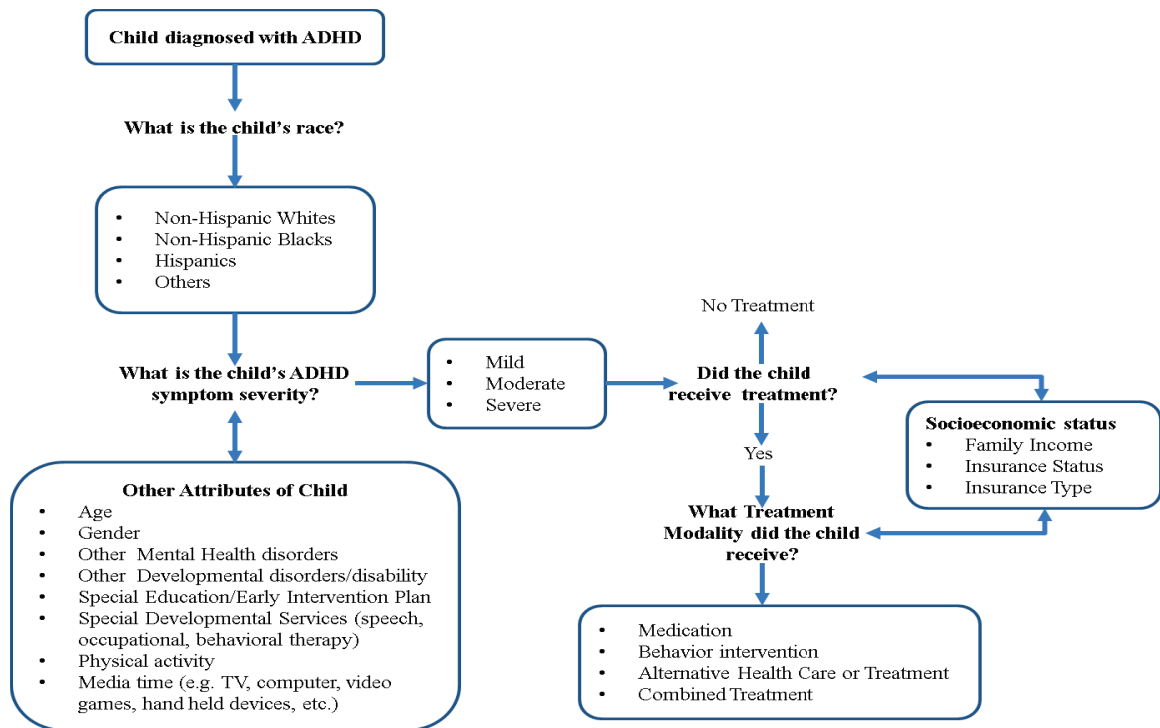 Child diagnosed with ADHD
What is the child's race?
• Non-Hispanic Whites
• Non-Hispanic Blacks
• Hispanics
• Others
What is the child's ADHD
symptom severity?
• Mild
• Moderate
• Severe
No Treatment
Did the child
receive treatment?
Yes
Socioeconomic status
• Family Income
• Insurance Status
• Insurance Type
What Treatment
Modality did the child
receive?
• Medication
• Behavior intervention
• Alternative Health Care or Treatment
• Combined Treatment
Other Attributes of Child
• Age
• Gender
• Other Mental Health disorders
• Other Developmental disorders/disability
• Special Education/Early Intervention Plan
• Special Developmental Services (speech,
occupational, behavioral therapy)
• Physical activity
• Media time (e.g. TV, computer, video
games, hand held devices, etc.)